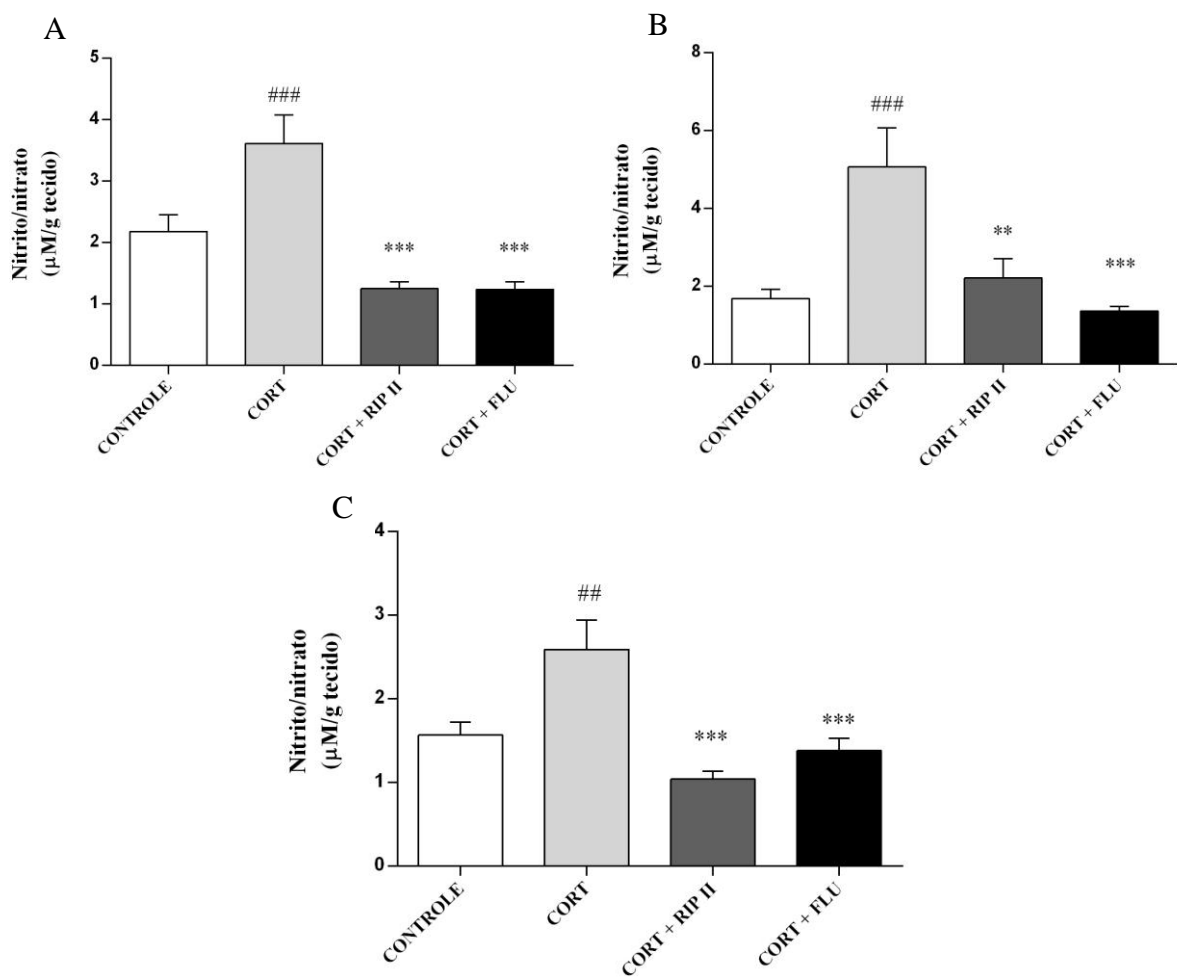 A
Nitrito/nitrato
(µM/g tecido)
5
4
3
2
1
0
###
***
***
CONTROLE
CORT
CORT + RIP II
CORT + FLU
B
Nitrito/nitrato
(µM/g tecido)
8
6
4
2
0
###
**
***
CONTROLE
CORT
CORT + RIP II
CORT + FLU
C
Nitrito/nitrato
(µM/g tecido)
4
3
2
1
0
##
***
***
CONTROLE
CORT
CORT + RIP II
CORT + FLU